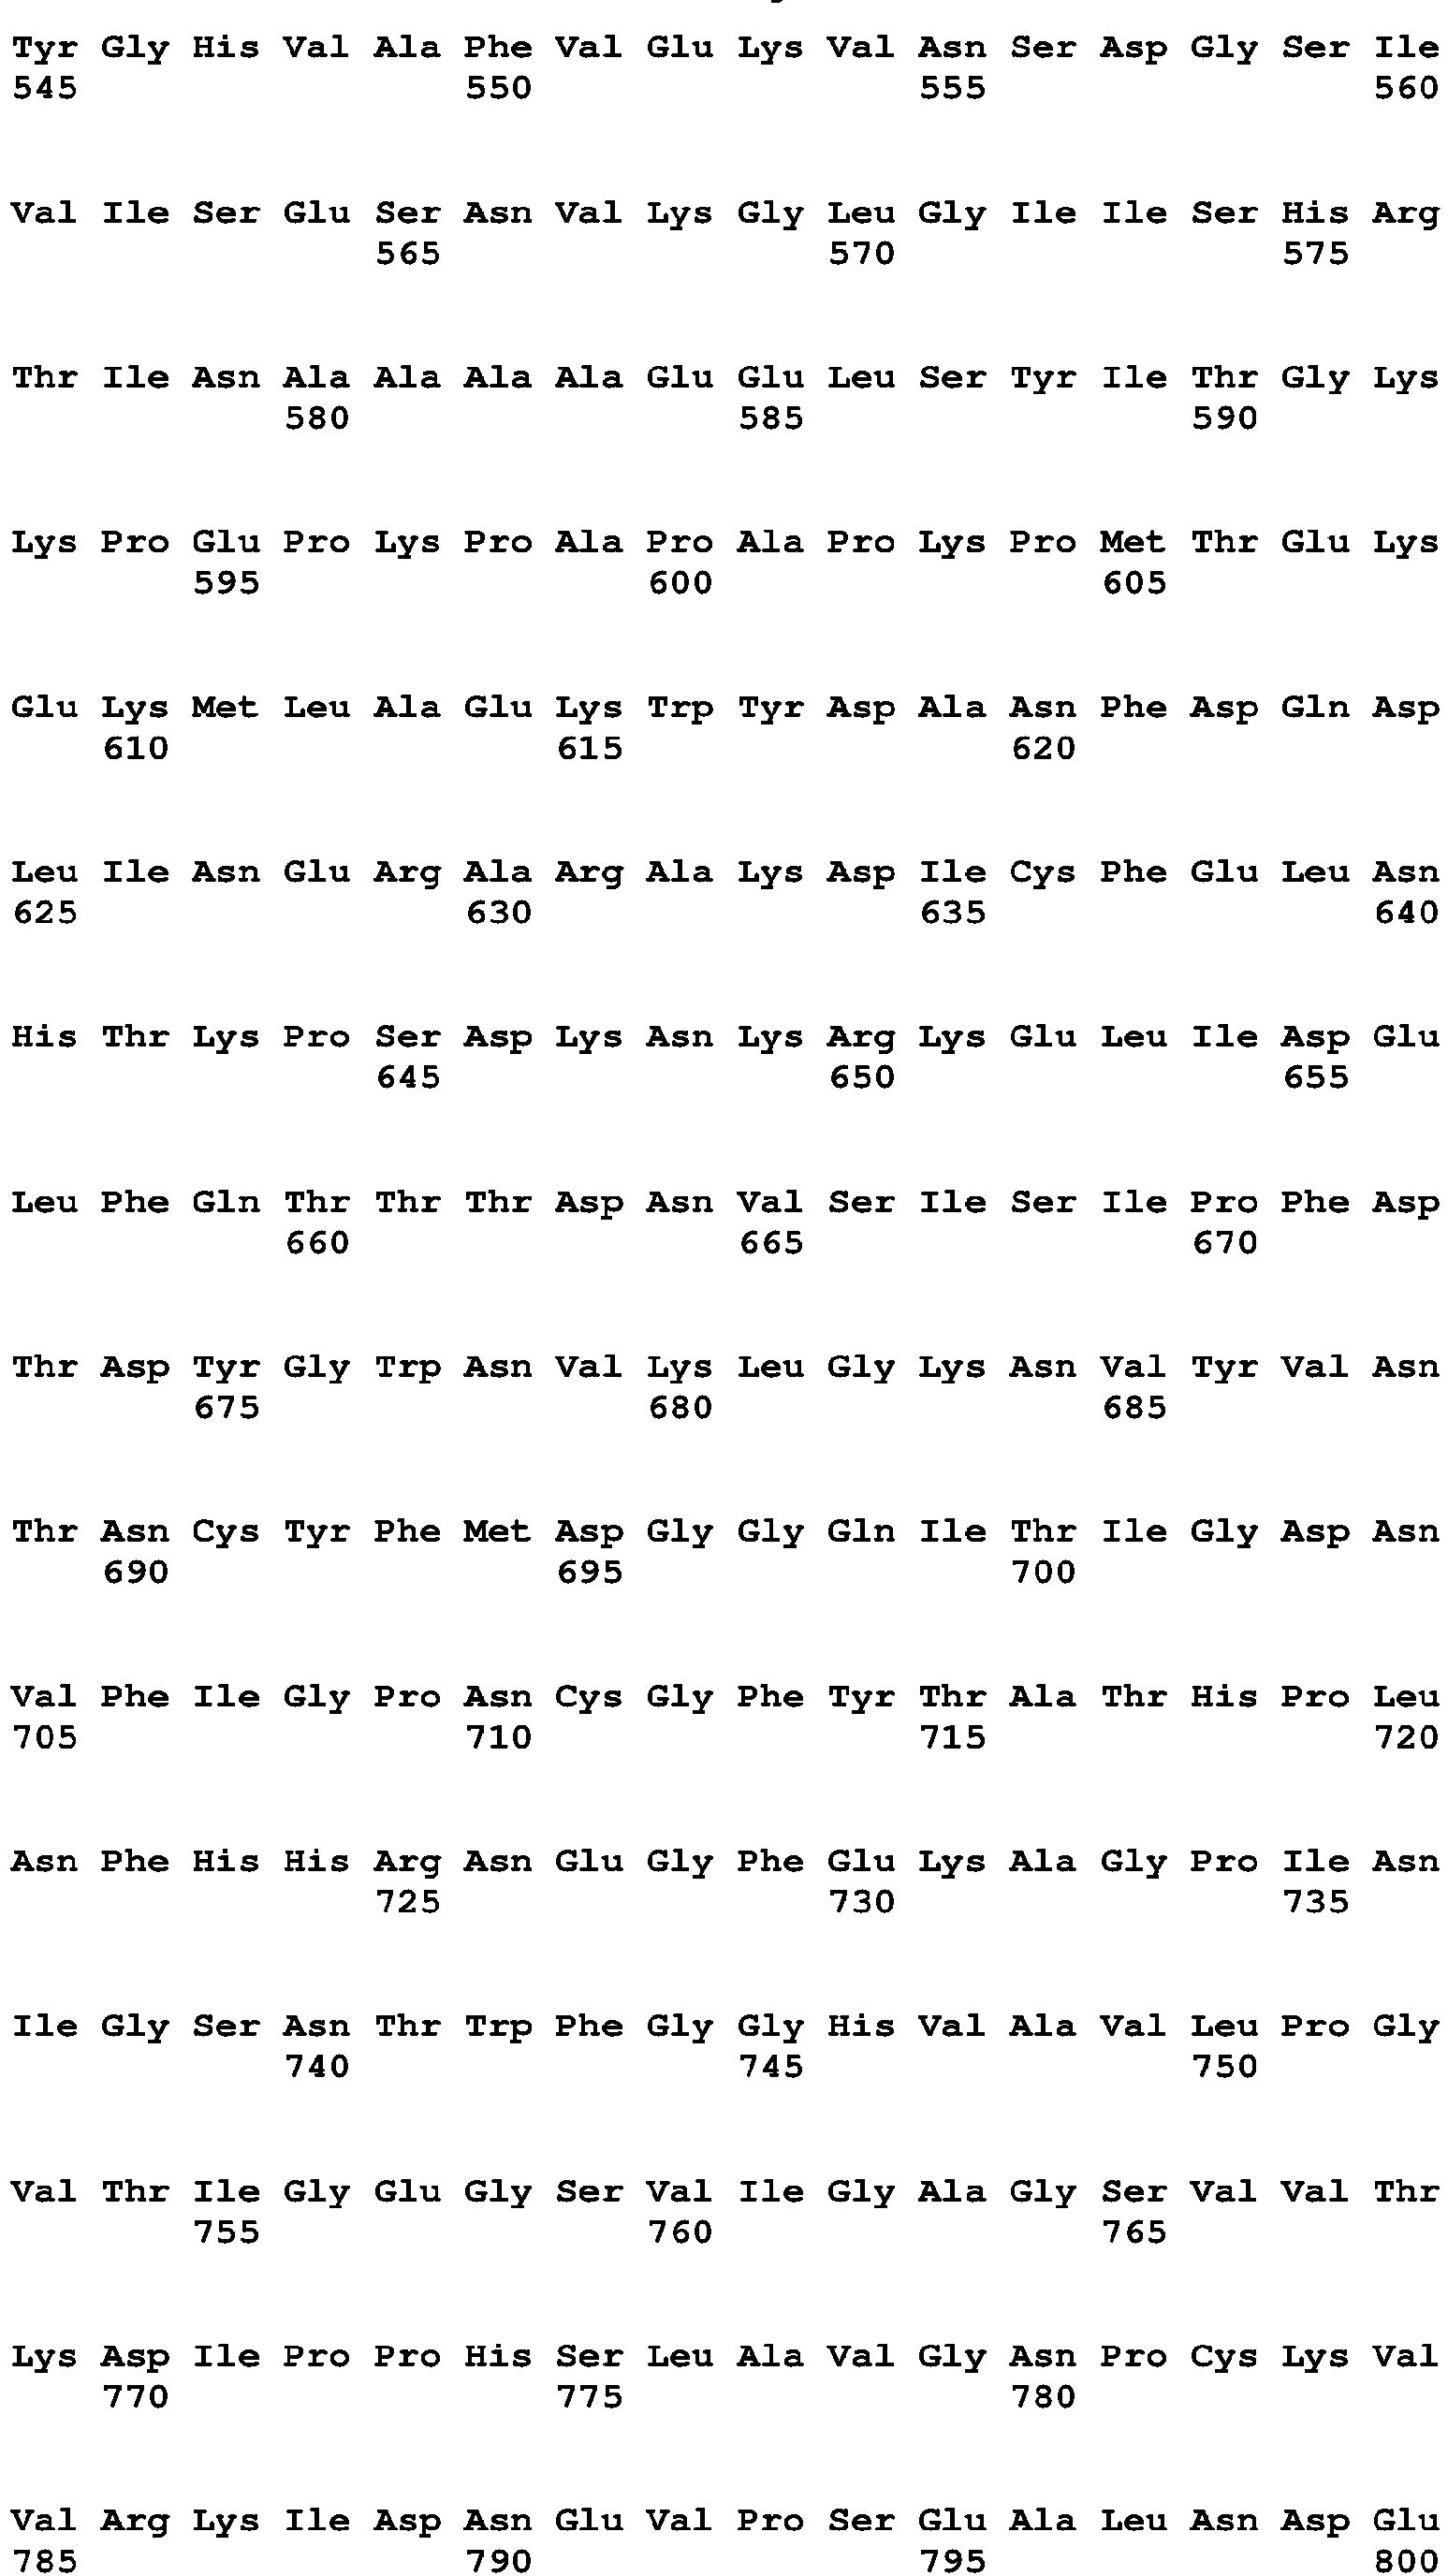 Tyr Gly His Val Ala Phe Val Glu Lys Val Asn Ser Asp Gly Ser Ile
545 550 555 560
Val Ile Ser Glu Ser Asn Val Lys Gly Leu Gly Ile Ile Ser His Arg
565 570 575
Thr Ile Asn Ala Ala Ala Ala Glu Glu Leu Ser Tyr Ile Thr Gly Lys
580 585 590
Lys Pro Glu Pro Lys Pro Ala Pro Ala Pro Lys Pro Met Thr Glu Lys
595 600 605
Glu Lys Met Leu Ala Glu Lys Trp Tyr Asp Ala Asn Phe Asp Gln Asp
610 615 620
Leu Ile Asn Glu Arg Ala Arg Ala Lys Asp Ile Cys Phe Glu Leu Asn
625 630 635 640
His Thr Lys Pro Ser Asp Lys Asn Lys Arg Lys Glu Leu Ile Asp Glu
645 650 655
Leu Phe Gln Thr Thr Thr Asp Asn Val Ser Ile Ser Ile Pro Phe Asp
660 665 670
Thr Asp Tyr Gly Trp Asn Val Lys Leu Gly Lys Asn Val Tyr Val Asn
675 680 685
Thr Asn Cys Tyr Phe Met Asp Gly Gly Gln Ile Thr Ile Gly Asp Asn
690 695 700
Val Phe Ile Gly Pro Asn Cys Gly Phe Tyr Thr Ala Thr His Pro Leu
705 710 715 720
Asn Phe His His Arg Asn Glu Gly Phe Glu Lys Ala Gly Pro Ile Asn
725 730 735
Ile Gly Ser Asn Thr Trp Phe Gly Gly His Val Ala Val Leu Pro Gly
740 745 750
Val Thr Ile Gly Glu Gly Ser Val Ile Gly Ala Gly Ser Val Val Thr
755 760 765
Lys Asp Ile Pro Pro His Ser Leu Ala Val Gly Asn Pro Cys Lys Val
770 775 780
Val Arg Lys Ile Asp Asn Glu Val Pro Ser Glu Ala Leu Asn Asp Glu
785 790 795 800